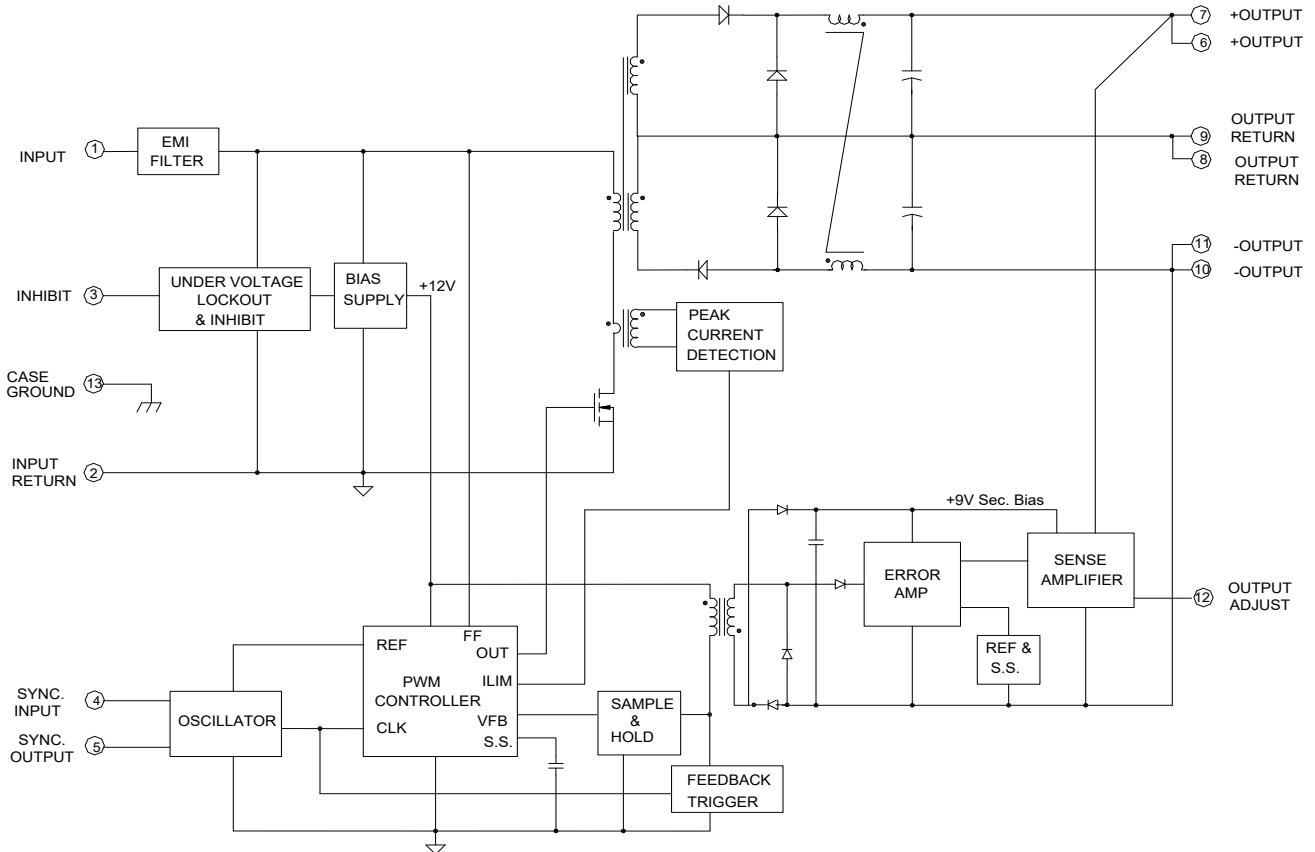 7 +OUTPUT
6 +OUTPUT
OUTPUT
9 RETURN
8 OUTPUT
RETURN
11 -OUTPUT
10 -OUTPUT
EMI
FILTER
INPUT 1
UNDER VOLTAGE
LOCKOUT
& INHIBIT
BIAS
SUPPLY
+12V
INHIBIT 3
PEAK
CURRENT
DETECTION
CASE
GROUND 13
INPUT
RETURN 2
+9V Sec. Bias
ERROR
AMP
SENSE
AMPLIFIER
12 OUTPUT
ADJUST
REF &
S.S.
REF
FF
OUT
PWM
CONTROLLER
ILIM
CLK
VFB
S.S.
SAMPLE
&
HOLD
SYNC.
INPUT 4
OSCILLATOR
SYNC.
OUTPUT 5
FEEDBACK
TRIGGER